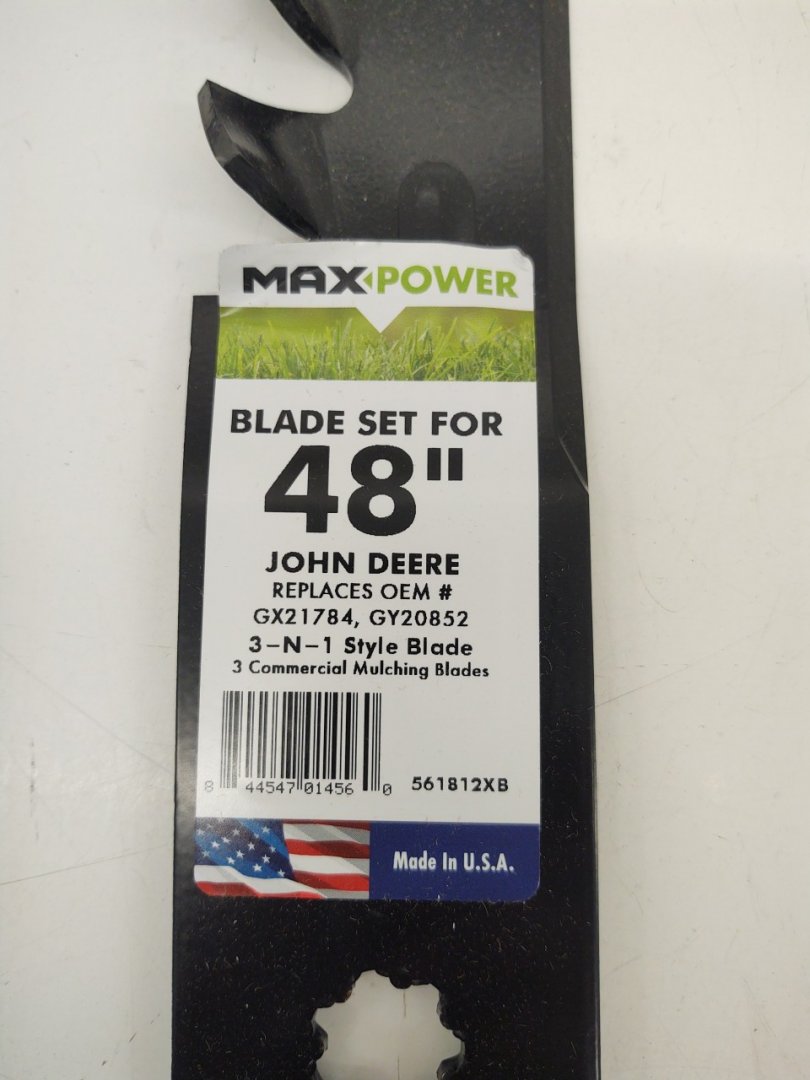 MAX POWER
BLADE SET FOR
48"
JOHN DEERE
REPLACES OEM #
GX21784, GY20852
3-N-1 Style Blade
3 Commercial Mulching Blades
8 44547 01456 0 561812XB
Made In U.S.A.